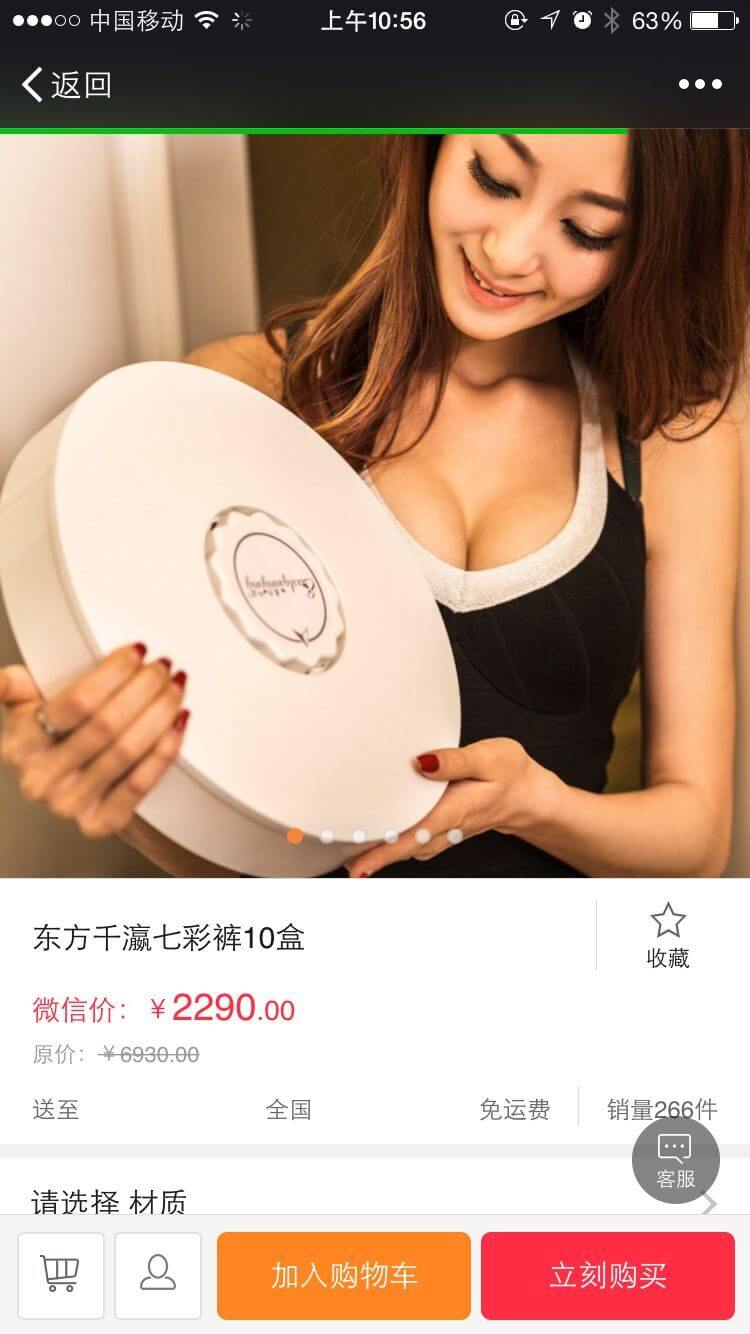 中国移动 上午10:56 63%
返回
东方千瀛七彩裤10盒
收藏
微信价：￥2290.00
原价：￥6930.00
送至 全国 免运费 销量266件
客服
请选择 材质
加入购物车 立刻购买